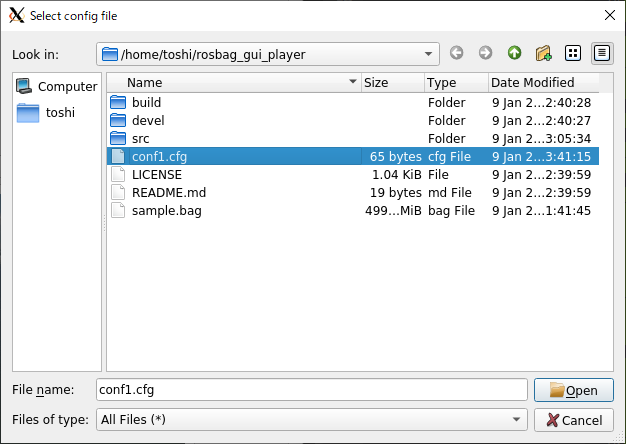 Select config file
Look in: /home/toshi/rosbag_gui_player
Computer
toshi
Name Size Type Date Modified
build Folder 9 Jan 2...2:40:28
devel Folder 9 Jan 2...2:40:27
src Folder 9 Jan 2...3:05:34
conf1.cfg 65 bytes cfg File 9 Jan 2...3:41:15
LICENSE 1.04 KiB File 9 Jan 2...2:39:59
README.md 19 bytes md File 9 Jan 2...2:39:59
sample.bag 499...MiB bag File 9 Jan 2...1:41:45
File name: conf1.cfg Open
Files of type: All Files (*) Cancel